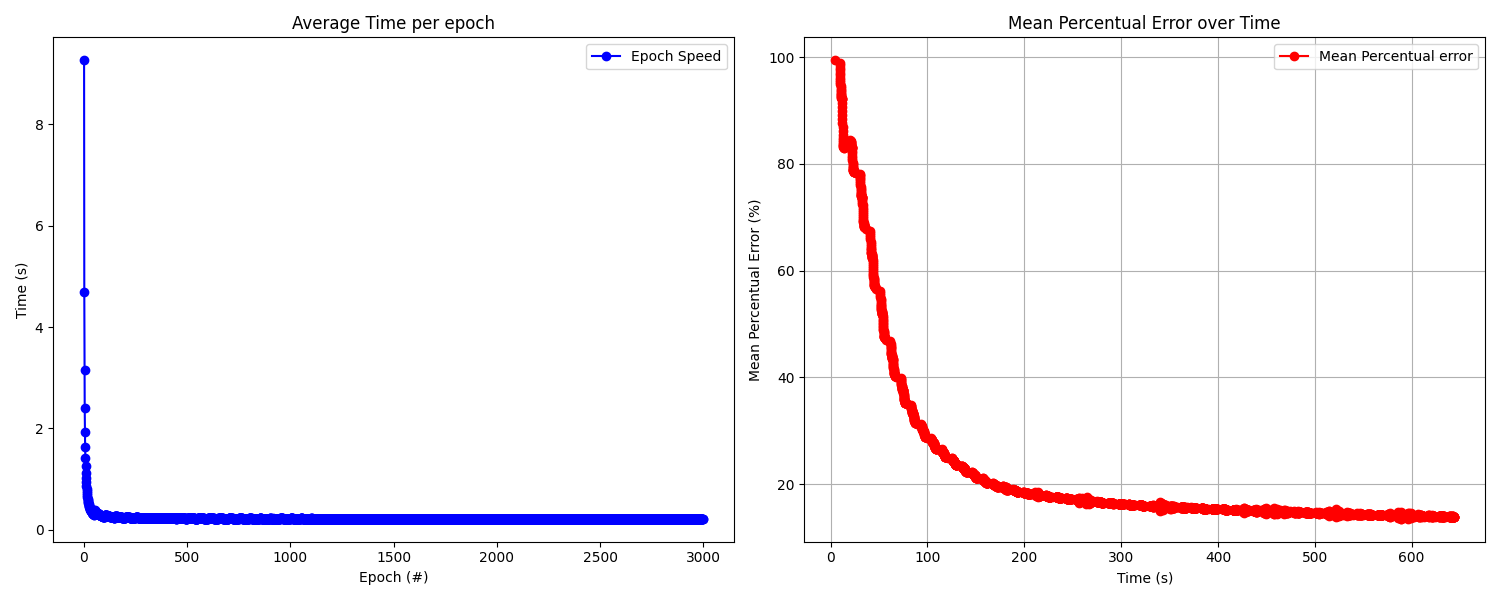 Average Time per epoch
Epoch Speed
8
6
4
2
0
Time (s)
0 500 1000 1500 2000 2500 3000
Epoch (#)
Mean Percentual Error over Time
Mean Percentual error
100
80
60
40
20
Mean Percentual Error (%)
0 100 200 300 400 500 600
Time (s)